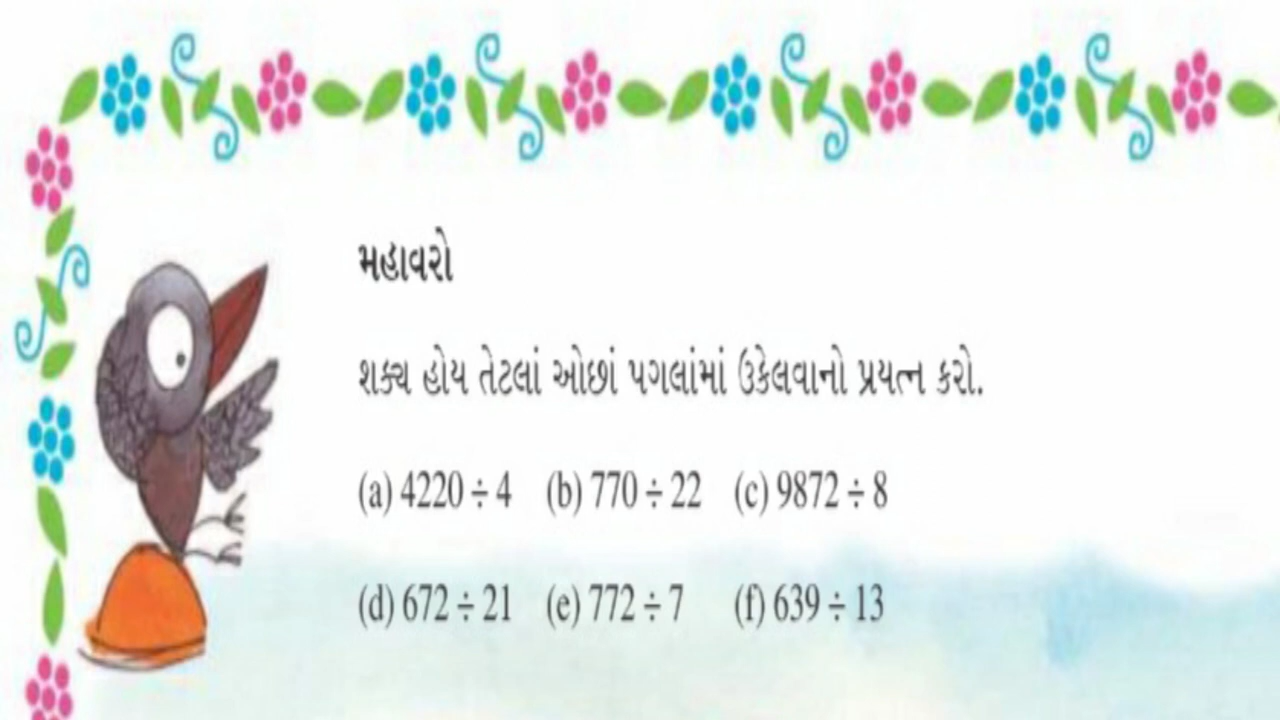 મહાવરો
શક્ય હોય તેટલાં ઓછાં પગલાંમાં ઉકેલવાનો પ્રયત્ન કરો.
(a) 4220 ÷ 4 (b) 770 ÷ 22 (c) 9872 ÷ 8
(d) 672 ÷ 21 (e) 772 ÷ 7 (f) 639 ÷ 13